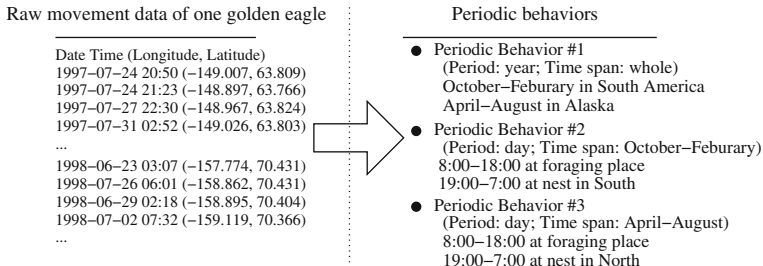 Raw movement data of one golden eagle
Date Time (Longitude, Latitude)
1997−07−24 20:50 (−149.007, 63.809)
1997−07−24 21:23 (−148.897, 63.766)
1997−07−27 22:30 (−148.967, 63.824)
1997−07−31 02:52 (−149.026, 63.803)
...
1998−06−23 03:07 (−157.774, 70.431)
1998−07−26 06:01 (−158.862, 70.431)
1998−06−29 02:18 (−158.895, 70.404)
1998−07−02 07:32 (−159.119, 70.366)
...
Periodic behaviors
● Periodic Behavior #1
(Period: year; Time span: whole)
October−Feburary in South America
April−August in Alaska
● Periodic Behavior #2
(Period: day; Time span: October−Feburary)
8:00−18:00 at foraging place
19:00−7:00 at nest in South
● Periodic Behavior #3
(Period: day; Time span: April−August)
8:00−18:00 at foraging place
19:00−7:00 at nest in North